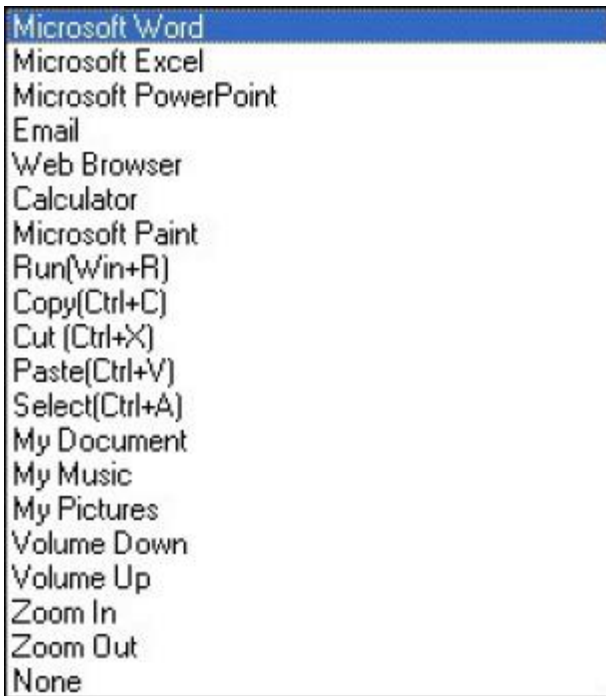 Microsoft Word
Microsoft Excel
Microsoft PowerPoint
Email
Web Browser
Calculator
Microsoft Paint
Run(Win+R)
Copy(Ctrl+C)
Cut (Ctrl+X)
Paste(Ctrl+V)
Select(Ctrl+A)
My Document
My Music
My Pictures
Volume Down
Volume Up
Zoom In
Zoom Out
None